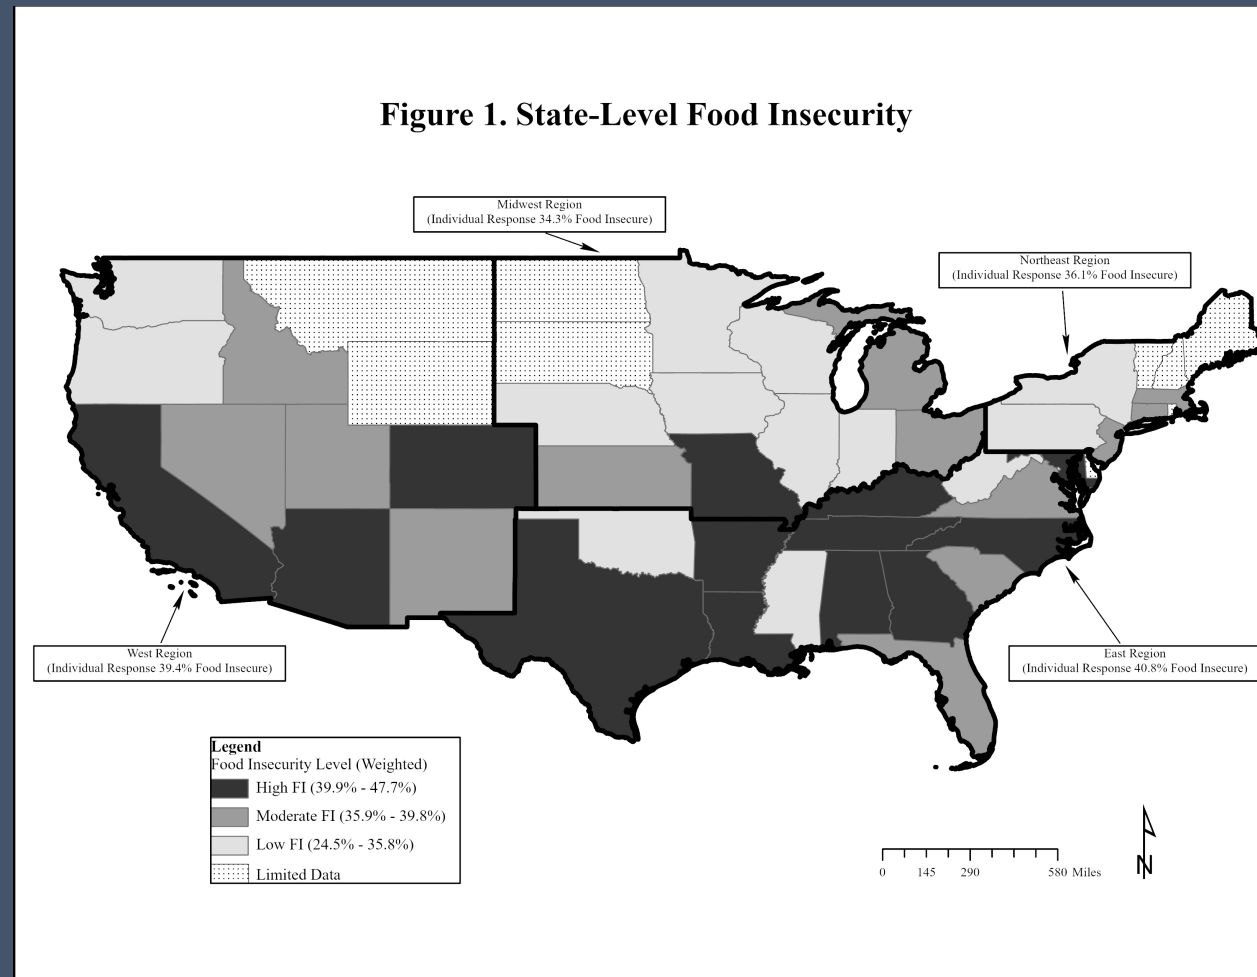 Figure 1. State-Level Food Insecurity
Midwest Region
(Individual Response 34.3% Food Insecure)
Northeast Region
(Individual Response 36.1% Food Insecure)
West Region
(Individual Response 39.4% Food Insecure)
East Region
(Individual Response 40.8% Food Insecure)
Legend
Food Insecurity Level (Weighted)
High FI (39.9% - 47.7%)
Moderate FI (35.9% - 39.8%)
Low FI (24.5% - 35.8%)
Limited Data
0 145 290 580 Miles
N